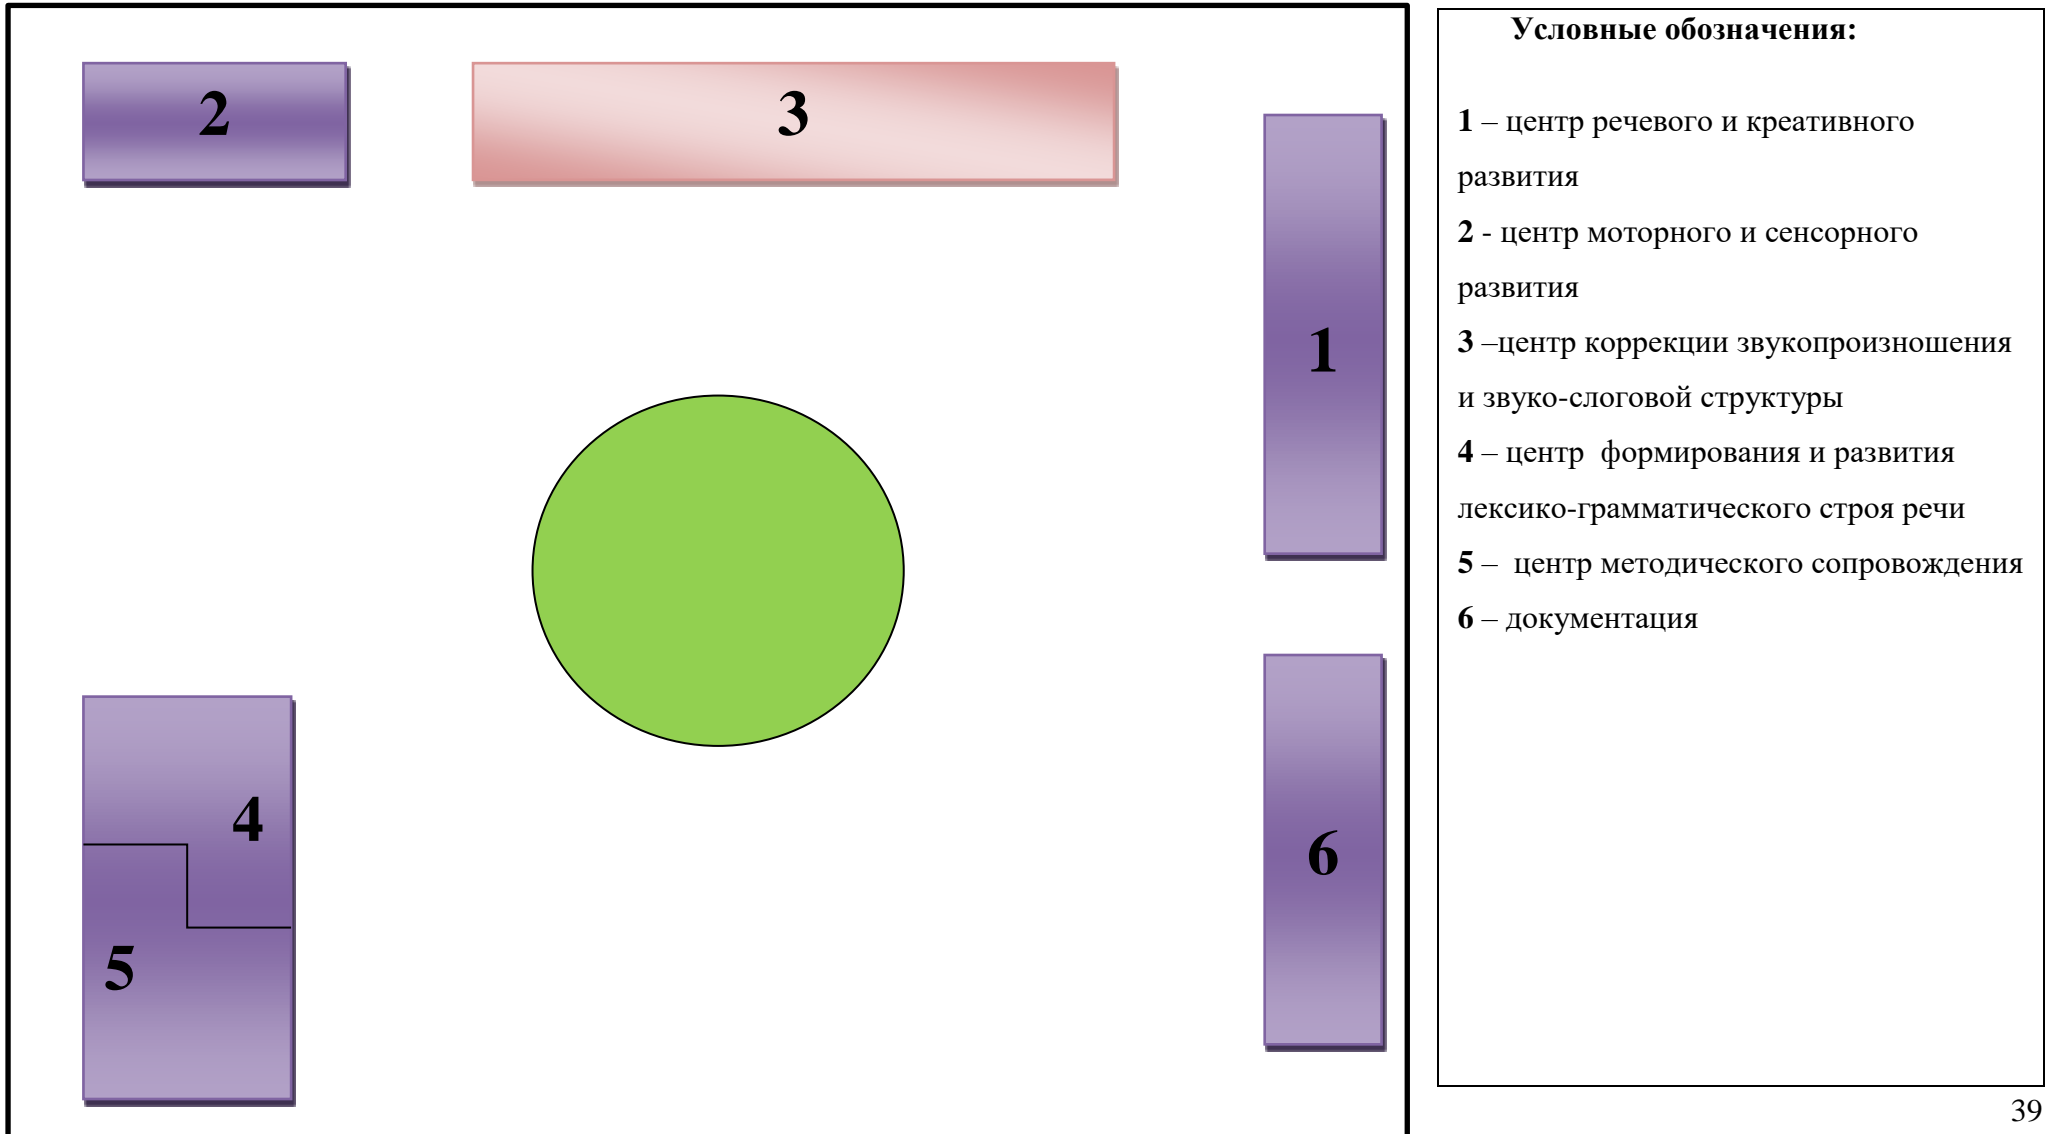 2
3
1
4
5
6
Условные обозначения:
1 – центр речевого и креативного
развития
2 - центр моторного и сенсорного
развития
3 –центр коррекции звукопроизношения
и звуко-слоговой структуры
4 – центр  формирования и развития
лексико-грамматического строя речи
5 –  центр методического сопровождения
6 – документация
39